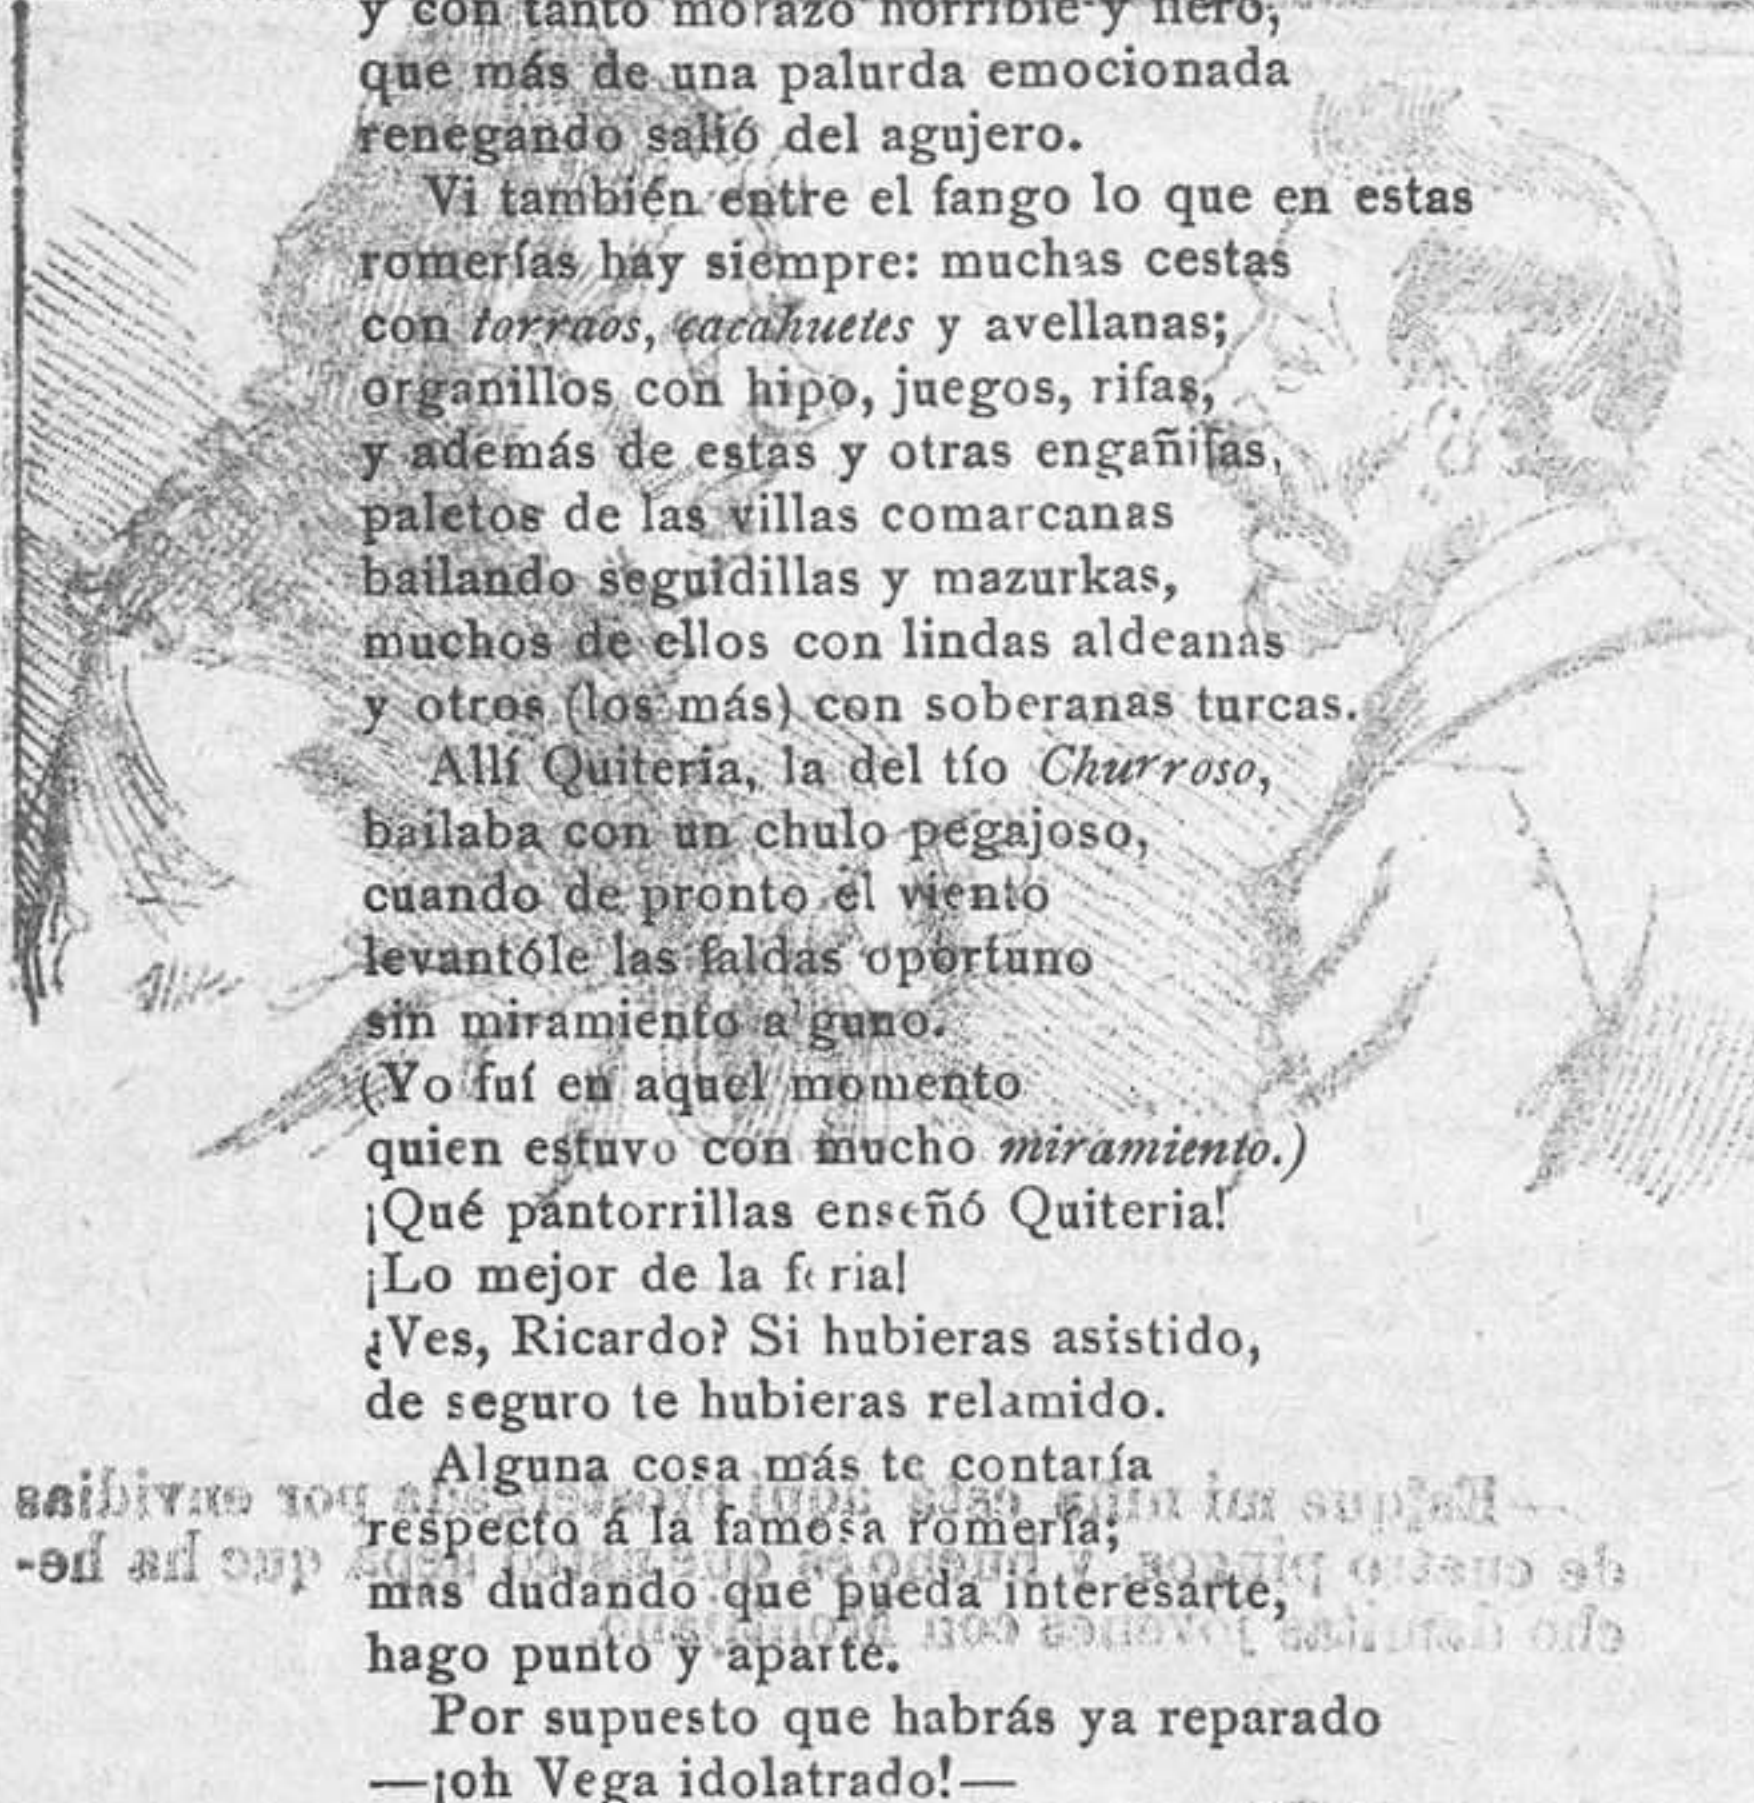 y con tanto morazo horrible y fiero,
que más de una palurda emocionada
renegando salió del agujero.
Vi también entre el fango lo que en estas
romerías hay siempre: muchas cestas
con torraos, cacahuetes y avellanas;
organillos con hipo, juegos, rifas,
y además de estas y otras engañifas,
paletos de las villas comarcanas
bailando seguidillas y mazurkas,
muchos de ellos con lindas aldeanas
y otros (los más) con soberanas turcas.
Allí Quiteria, la del tío Churroso,
bailaba con un chulo pegajoso,
cuando de pronto el viento
levantóle las faldas oportuno
sin miramiento alguno.
(Yo fuí en aquel momento
quien estuvo con mucho miramiento.)
¡Qué pantorrillas enseñó Quiteria!
¡Lo mejor de la feria!
¿Ves, Ricardo? Si hubieras asistido,
de seguro te hubieras relamido.
Alguna cosa más te contaría
respecto á la famosa romería;
mas dudando que pueda interesarte,
hago punto y aparte.
Por supuesto que habrás ya reparado
—¡oh Vega idolatrado!—